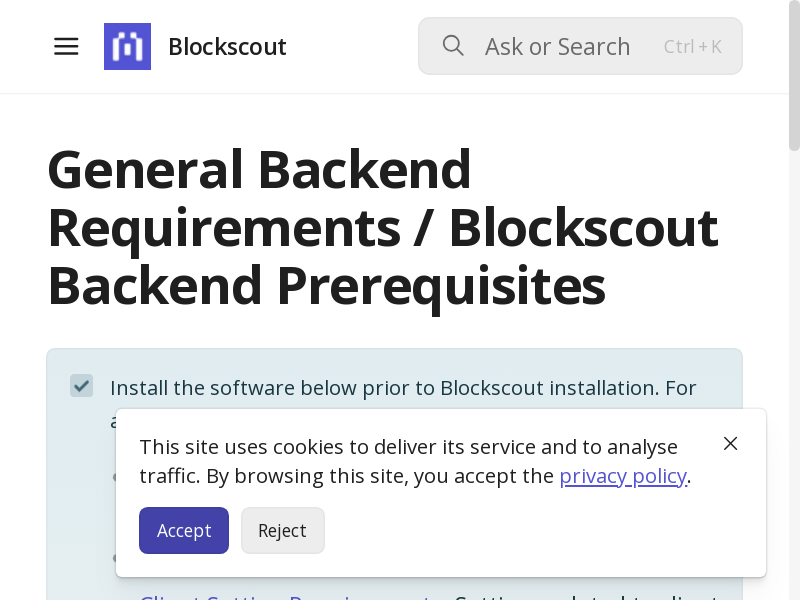 Blockscout
Ask or Search
Ctrl + K
General Backend
Requirements / Blockscout
Backend Prerequisites
Install the software below prior to Blockscout installation. For
This site uses cookies to deliver its service and to analyse
traffic. By browsing this site, you accept the privacy policy.
Accept
Reject